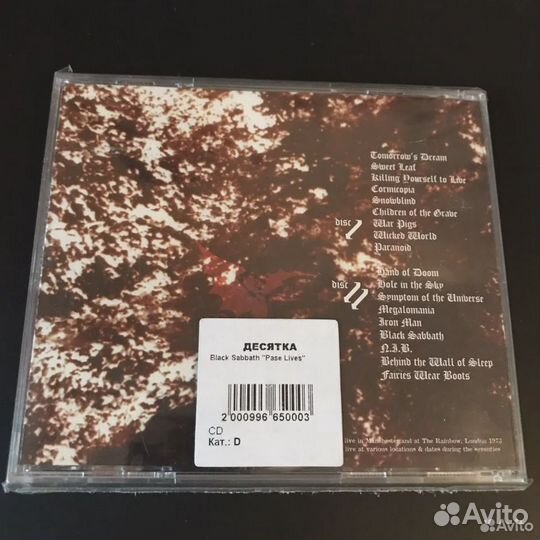 Tomorrow's Dream
Sweet Leaf
Killing Yourself to Live
Cornicopia
Snowblind
Children of the Grave
disc War Pigs
Wicked World
Paranoid
Hand of Doom
disc Hole in the Sky
Symptom of the Universe
Megalomania
Iron Man
Black Sabbath
N.I.B.
Behind the Wall of Sleep
Fairies Wear Boots
ДЕСЯТКА
Black Sabbath "Pase Lives"
2 000996 650003
CD
Кат.: D
live in Manchester and at The Rainbow, London 1973
live at various locations & dates during the seventies
Avito
Avito